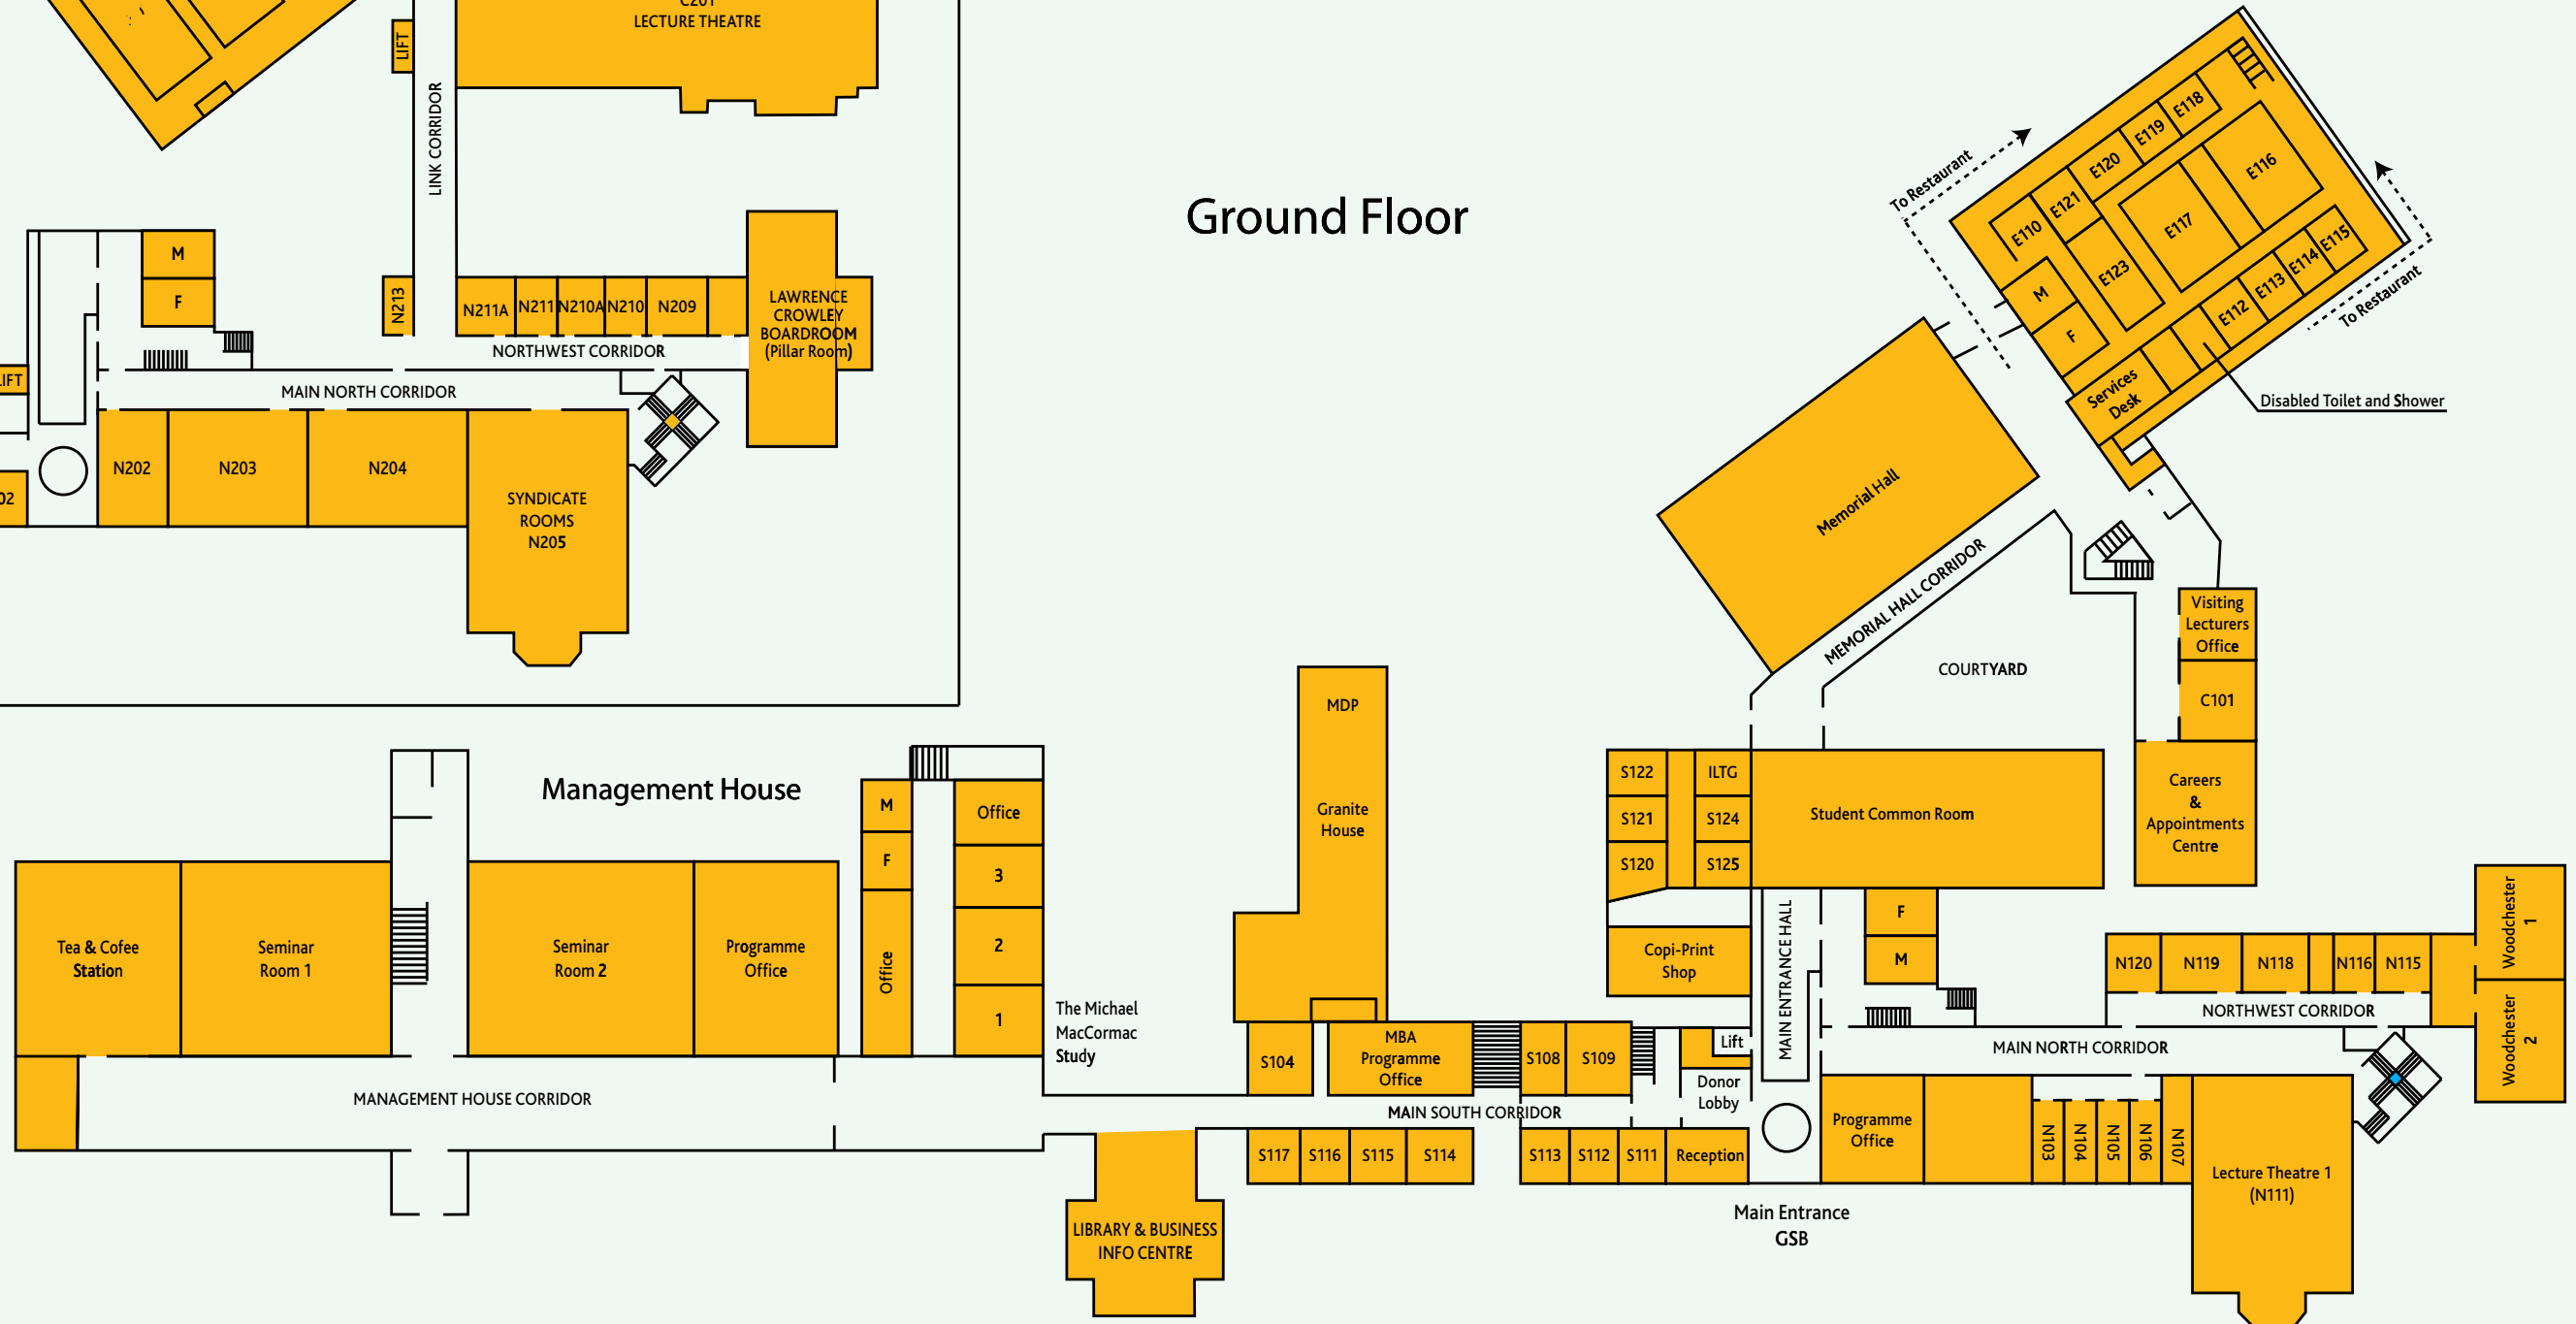 C201
LECTURE THEATRE
LIFT
LINK CORRIDOR
M
F
N213
N211A
N211
N210A
N210
N209
LAWRENCE
CROWLEY
BOARDROOM
(Pillar Room)
NORTHWEST CORRIDOR
LIFT
MAIN NORTH CORRIDOR
N202
N203
N204
SYNDICATE
ROOMS
N205
02
Ground Floor
To Restaurant
E118
E119
E120
E121
E110
E116
E117
E123
E115
E114
E113
E112
M
F
Services
Desk
To Restaurant
Disabled Toilet and Shower
Memorial Hall
MEMORIAL HALL CORRIDOR
COURTYARD
Visiting
Lecturers
Office
C101
Careers
&
Appointments
Centre
Management House
Tea & Cofee
Station
Seminar
Room 1
Seminar
Room 2
Programme
Office
M
F
Office
Office
3
2
1
The Michael
MacCormac
Study
MANAGEMENT HOUSE CORRIDOR
MDP
Granite
House
S122
S121
S120
ILTG
S124
S125
Student Common Room
Copi-Print
Shop
MAIN ENTRANCE HALL
F
M
N120
N119
N118
N116
N115
Woodchester
1
Woodchester
2
NORTHWEST CORRIDOR
MAIN NORTH CORRIDOR
S104
MBA
Programme
Office
S108
S109
Lift
Donor
Lobby
MAIN SOUTH CORRIDOR
S117
S116
S115
S114
S113
S112
S111
Reception
Programme
Office
N103
N104
N105
N106
N107
Lecture Theatre 1
(N111)
LIBRARY & BUSINESS
INFO CENTRE
Main Entrance
GSB